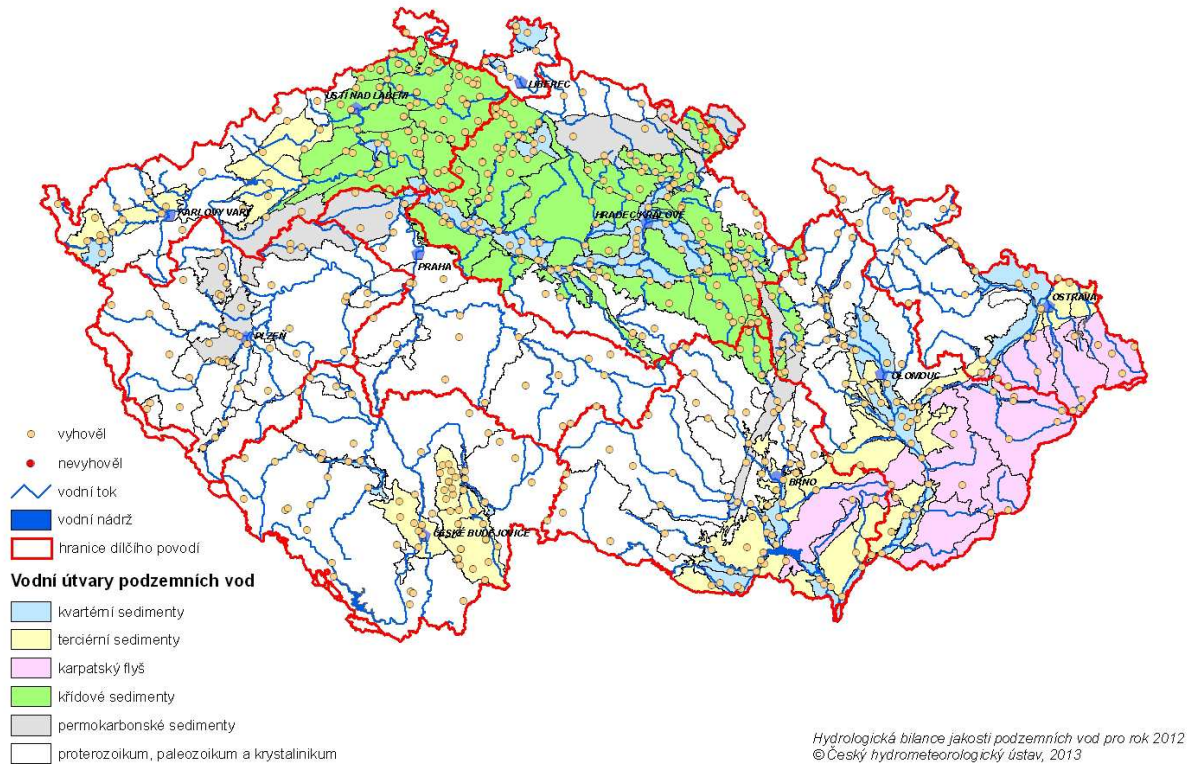 LIBEREC
ÚSTÍ NAD LABEM
KARLOVY VARY
HRADEC KRÁLOVÉ
PRAHA
OSTRAVA
PLZEŇ
OLOMOUC
BRNO
ČESKÉ BUDĚJOVICE
vyhověl
nevyhověl
vodní tok
vodní nádrž
hranice dílčího povodí
Vodní útvary podzemních vod
kvartérní sedimenty
terciérní sedimenty
karpatský flyš
křídové sedimenty
permokarbonské sedimenty
proterozoikum, paleozoikum a krystalinikum
Hydrologická bilance jakosti podzemních vod pro rok 2012
© Český hydrometeorologický ústav, 2013